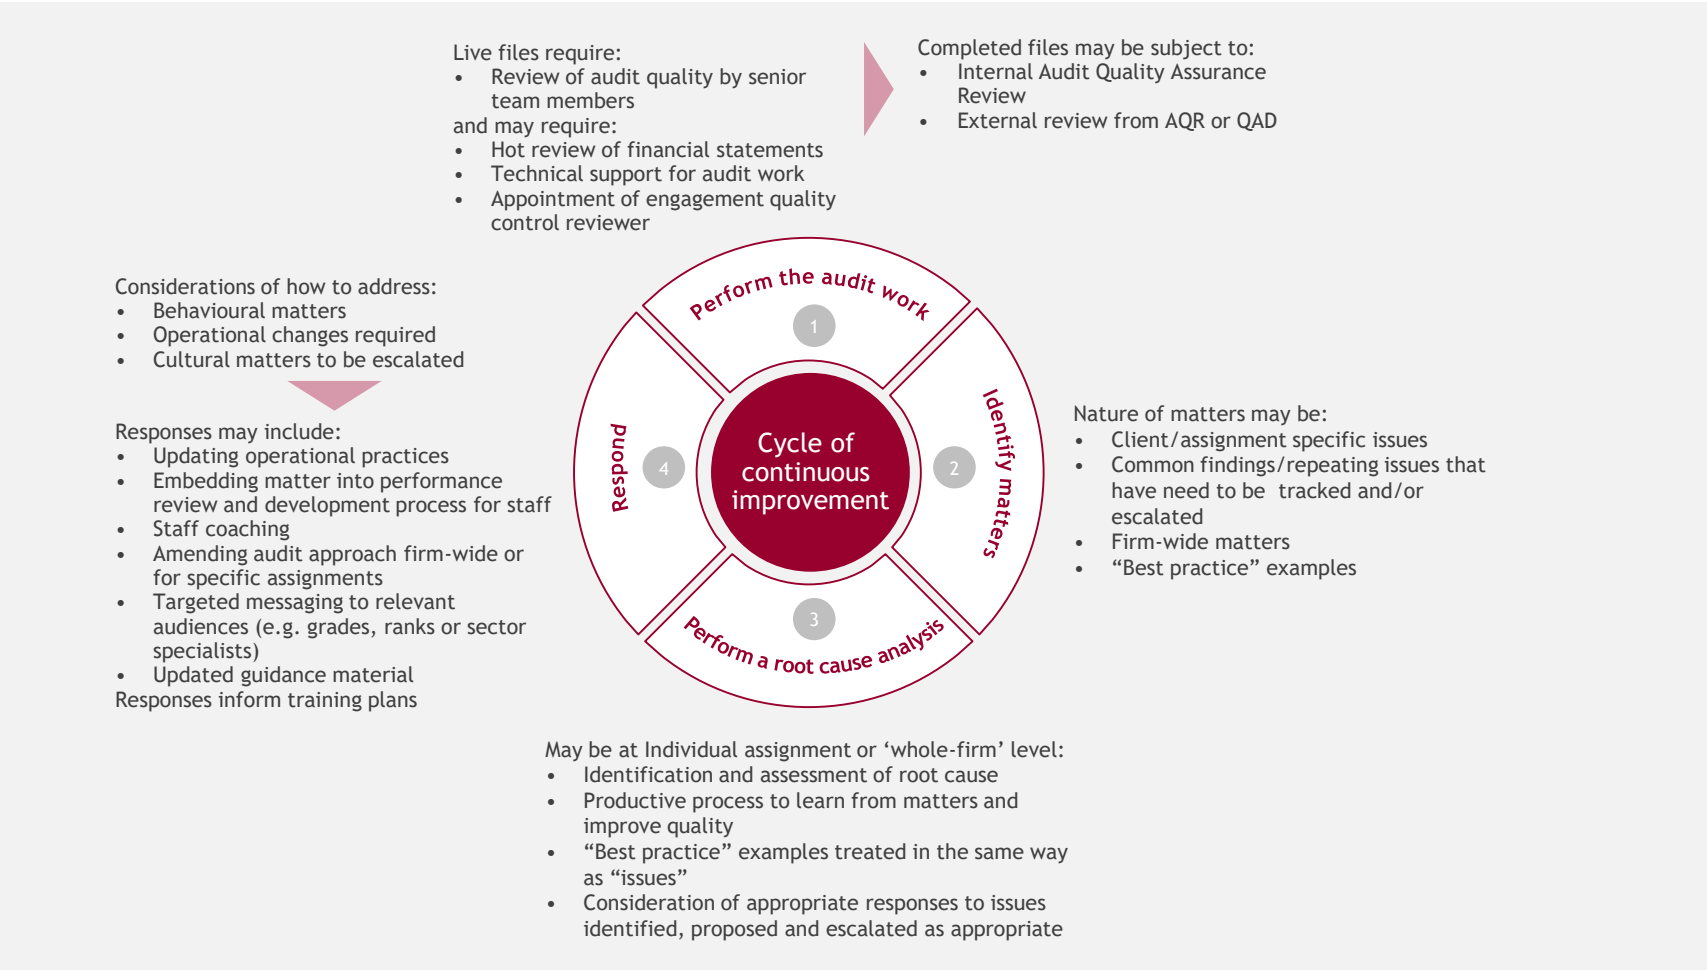 Live files require:
• Review of audit quality by senior
team members
and may require:
• Hot review of financial statements
• Technical support for audit work
• Appointment of engagement quality
control reviewer
Completed files may be subject to:
• Internal Audit Quality Assurance
Review
• External review from AQR or QAD
Perform the audit work
1
Identify matters
2
Nature of matters may be:
• Client/assignment specific issues
• Common findings/repeating issues that
have need to be tracked and/or
escalated
• Firm-wide matters
• “Best practice” examples
Perform a root cause analysis
3
May be at Individual assignment or ‘whole-firm’ level:
• Identification and assessment of root cause
• Productive process to learn from matters and
improve quality
• “Best practice” examples treated in the same way
as “issues”
• Consideration of appropriate responses to issues
identified, proposed and escalated as appropriate
Respond
4
Considerations of how to address:
• Behavioural matters
• Operational changes required
• Cultural matters to be escalated
Responses may include:
• Updating operational practices
• Embedding matter into performance
review and development process for staff
• Staff coaching
• Amending audit approach firm-wide or
for specific assignments
• Targeted messaging to relevant
audiences (e.g. grades, ranks or sector
specialists)
• Updated guidance material
Responses inform training plans
Cycle of
continuous
improvement